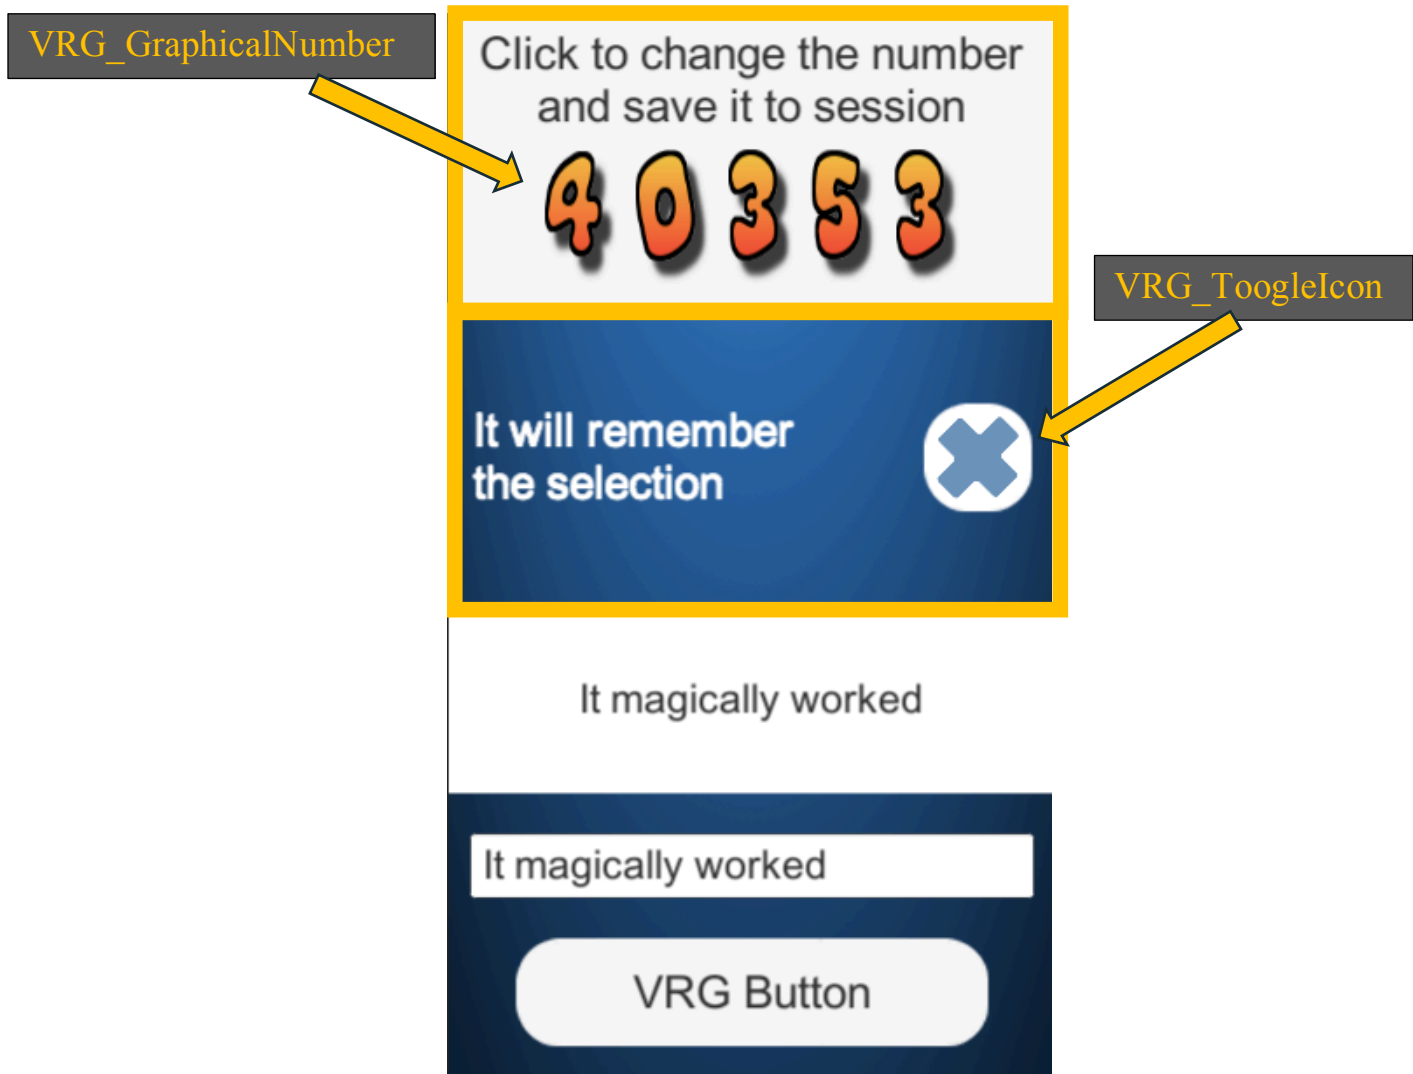 VRG_GraphicalNumber
Click to change the number
and save it to session
40353
VRG_ToogleIcon
It will remember
the selection
It magically worked
It magically worked
VRG Button